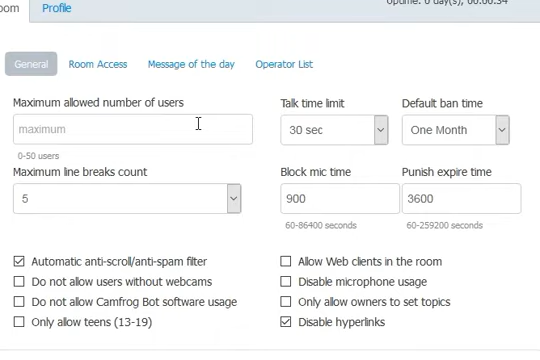 oom Profile
Uptime: 0 day(s), 00:00:34
General Room Access Message of the day Operator List
Maximum allowed number of users Talk time limit Default ban time
maximum 30 sec One Month
0-50 users
Maximum line breaks count Block mic time Punish expire time
5 900 3600
60-86400 seconds 60-259200 seconds
Automatic anti-scroll/anti-spam filter Allow Web clients in the room
Do not allow users without webcams Disable microphone usage
Do not allow Camfrog Bot software usage Only allow owners to set topics
Only allow teens (13-19) Disable hyperlinks